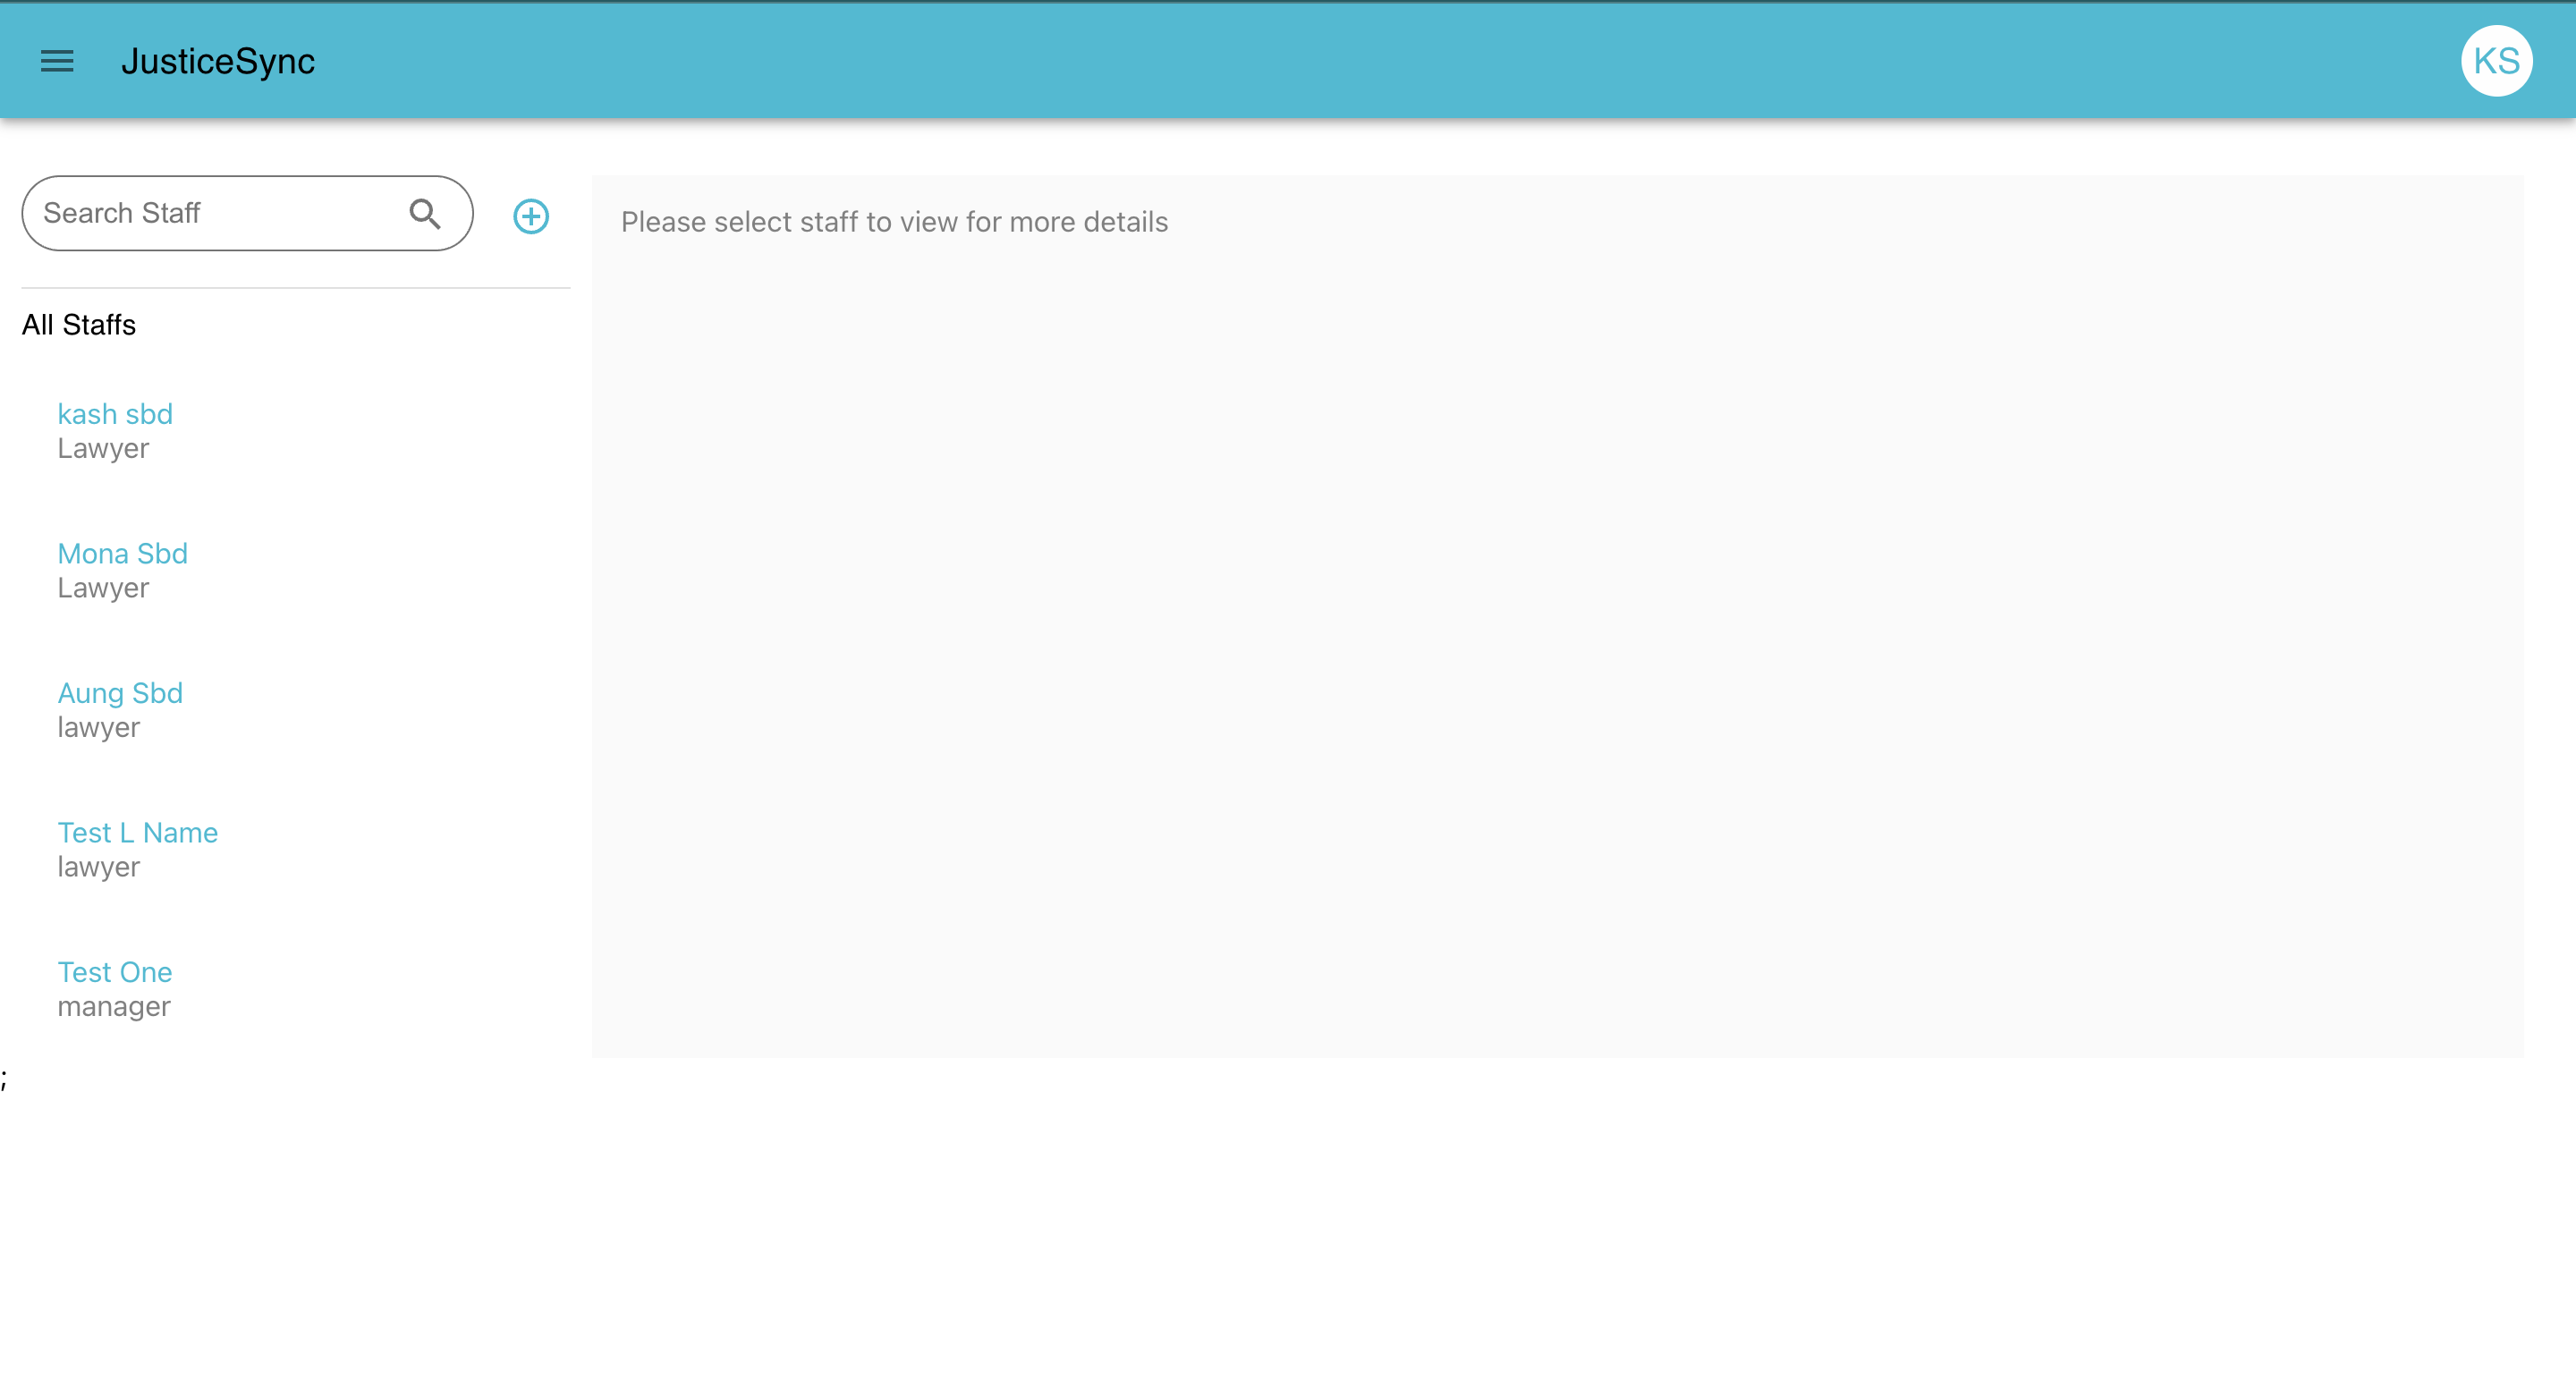 JusticeSync
KS
Search Staff
Please select staff to view for more details
All Staffs
kash sbd
Lawyer
Mona Sbd
Lawyer
Aung Sbd
lawyer
Test L Name
lawyer
Test One
manager
;